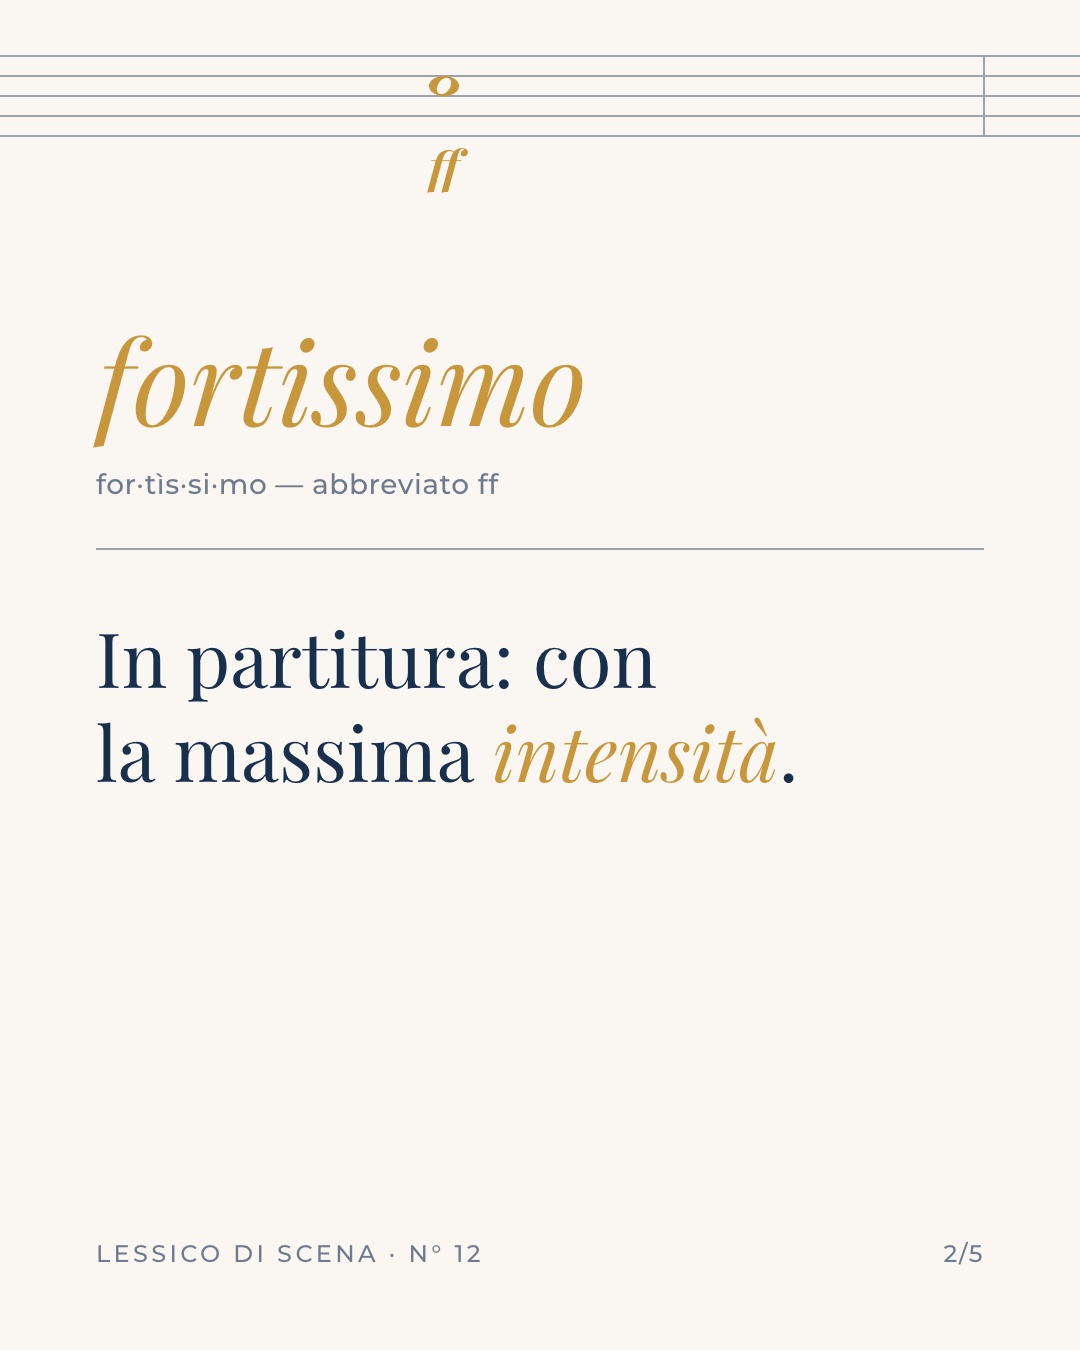 ff
fortissimo
for·tìs·si·mo — abbreviato ff
In partitura: con
la massima intensità.
LESSICO DI SCENA · N° 12
2/5